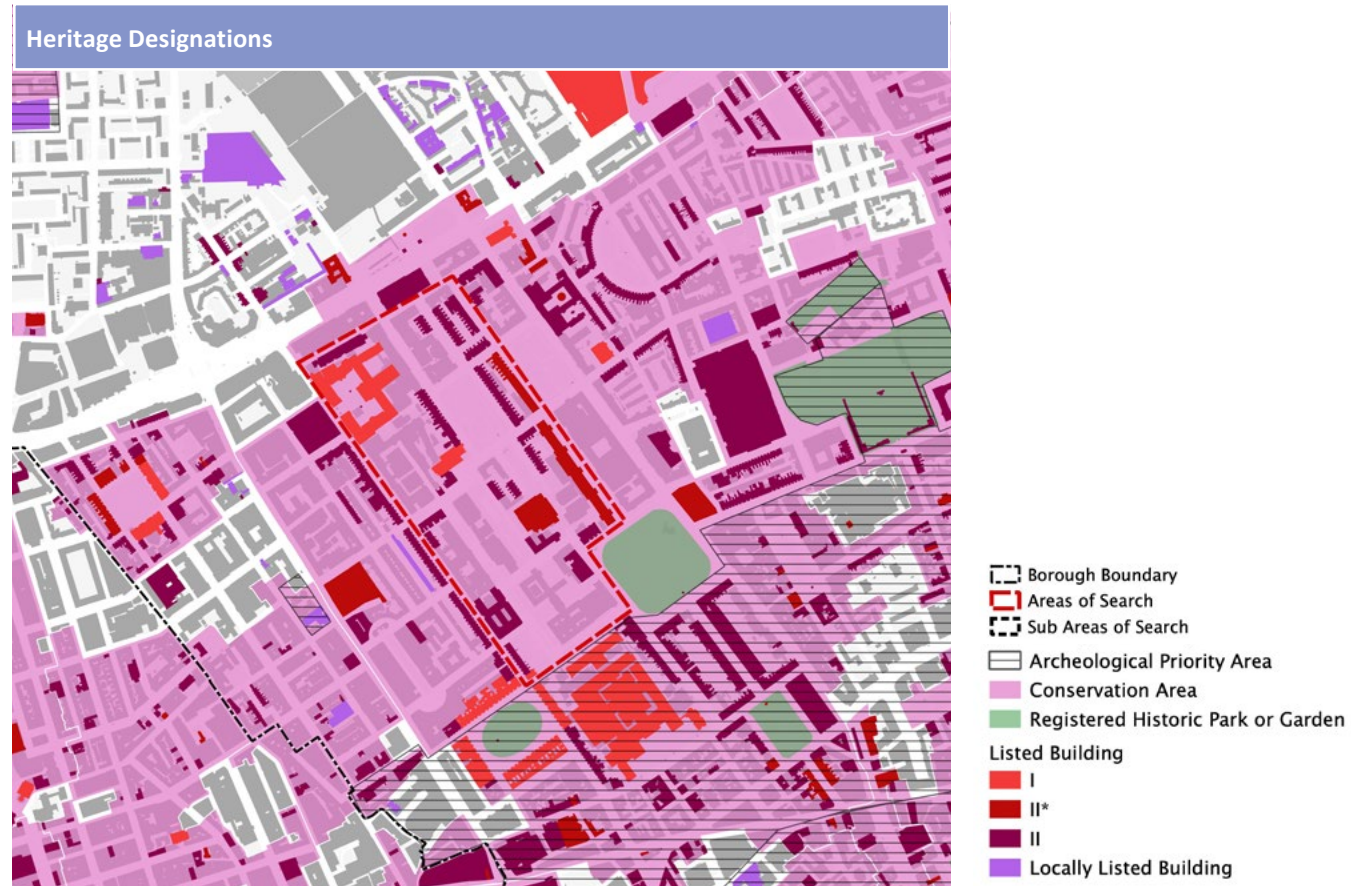 Heritage Designations
Borough Boundary
Areas of Search
Sub Areas of Search
Archeological Priority Area
Conservation Area
Registered Historic Park or Garden
Listed Building
I
II*
II
Locally Listed Building